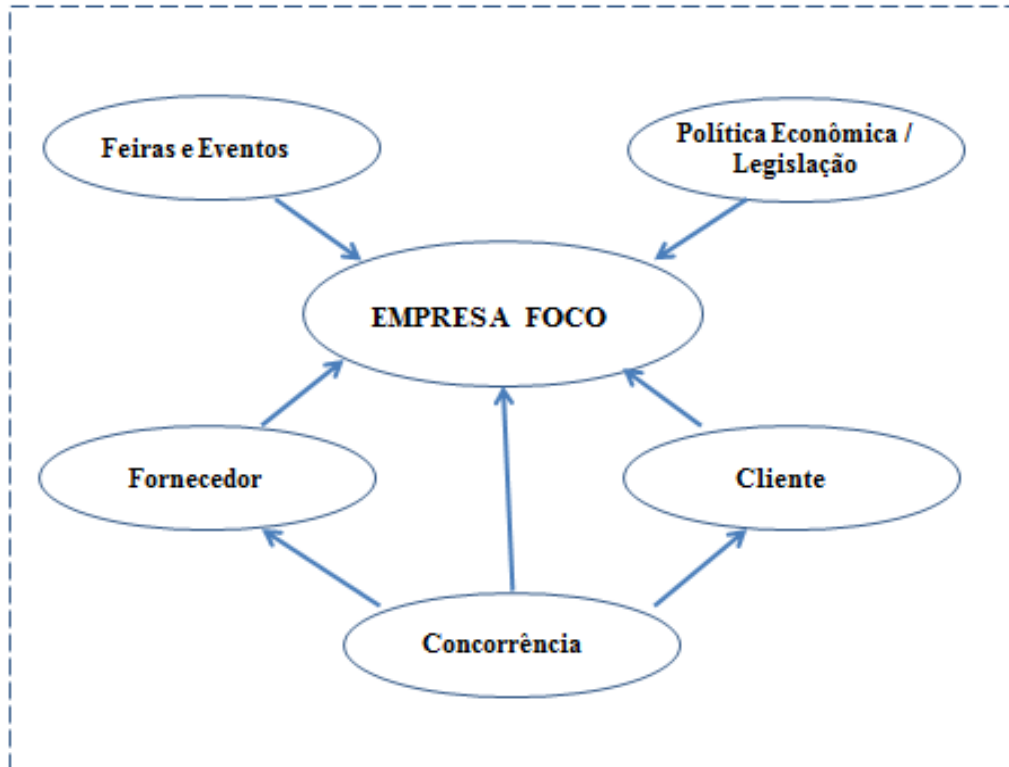 Feiras e Eventos
Política Econômica /
Legislação
EMPRESA FOCO
Fornecedor
Cliente
Concorrência